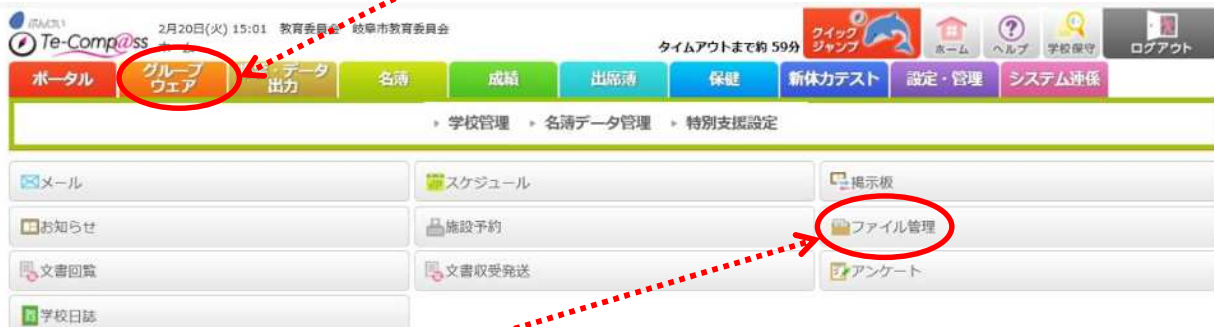 ぎふたけり
Te-Comp@ss
2月20日(火) 15:01 教育委員会 岐阜市教育委員会
ホーム
タイムアウトまで約 59分
クイック
ジャンプ
ホーム
ヘルプ
学校保守
ログアウト
ポータル
グループ
ウェア
データ
出力
名簿
成績
出席簿
保健
新体力テスト
設定・管理
システム連係
学校管理
名簿データ管理
特別支援設定
メール
スケジュール
掲示板
お知らせ
施設予約
ファイル管理
文書回覧
文書収受発送
アンケート
学校日誌